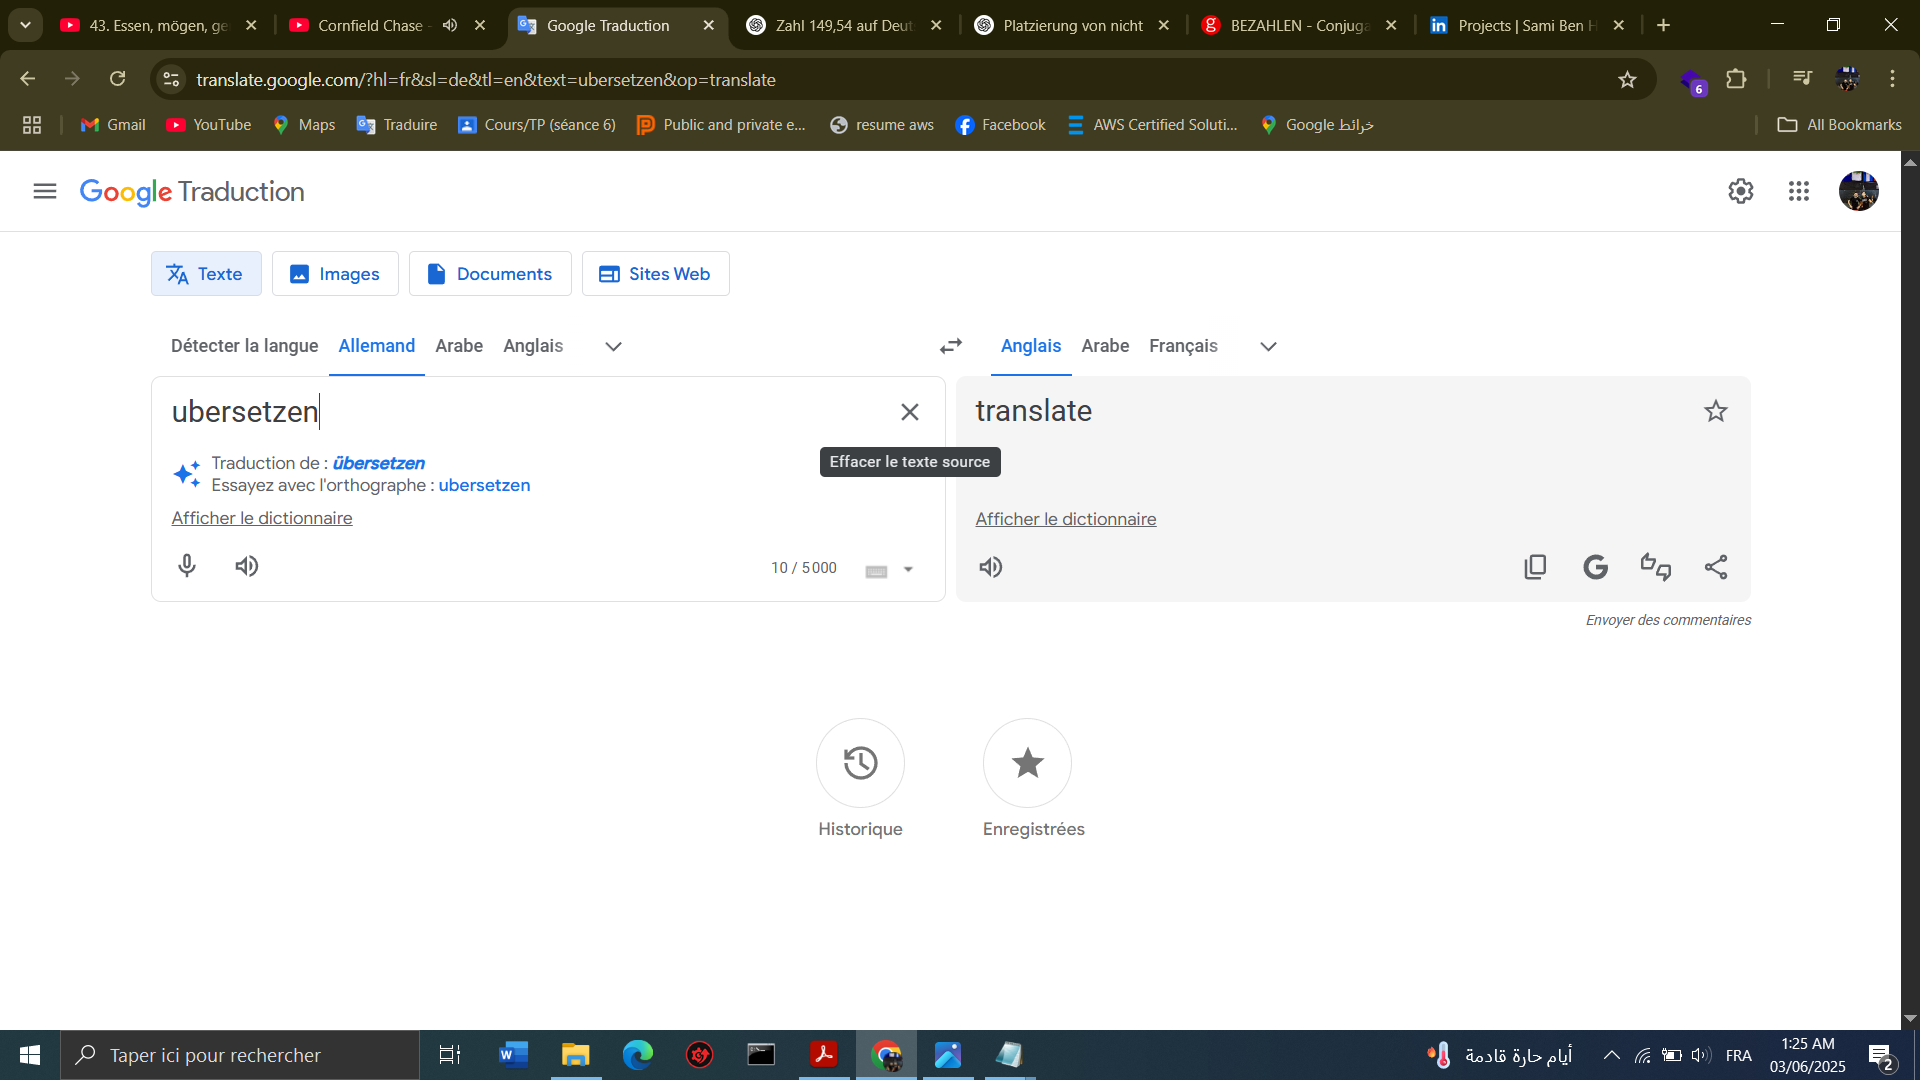 43. Essen, mögen, ge
Cornfield Chase -
Google Traduction
Zahl 149,54 auf Deut
Platzierung von nicht
BEZAHLEN - Conjuga
Projects | Sami Ben H
translate.google.com/?hl=fr&sl=de&tl=en&text=ubersetzen&op=translate
6
Gmail
YouTube
Maps
Traduire
Cours/TP (séance 6)
Public and private e...
resume aws
Facebook
AWS Certified Soluti...
خرائط Google
All Bookmarks
Google Traduction
Texte
Images
Documents
Sites Web
Détecter la langue
Allemand
Arabe
Anglais
Anglais
Arabe
Français
ubersetzen
translate
Traduction de : übersetzen
Essayez avec l'orthographe : ubersetzen
Effacer le texte source
Afficher le dictionnaire
Afficher le dictionnaire
10 / 5 000
Envoyer des commentaires
Historique
Enregistrées
Taper ici pour rechercher
أيام حارة قادمة
FRA
1:25 AM
03/06/2025
2